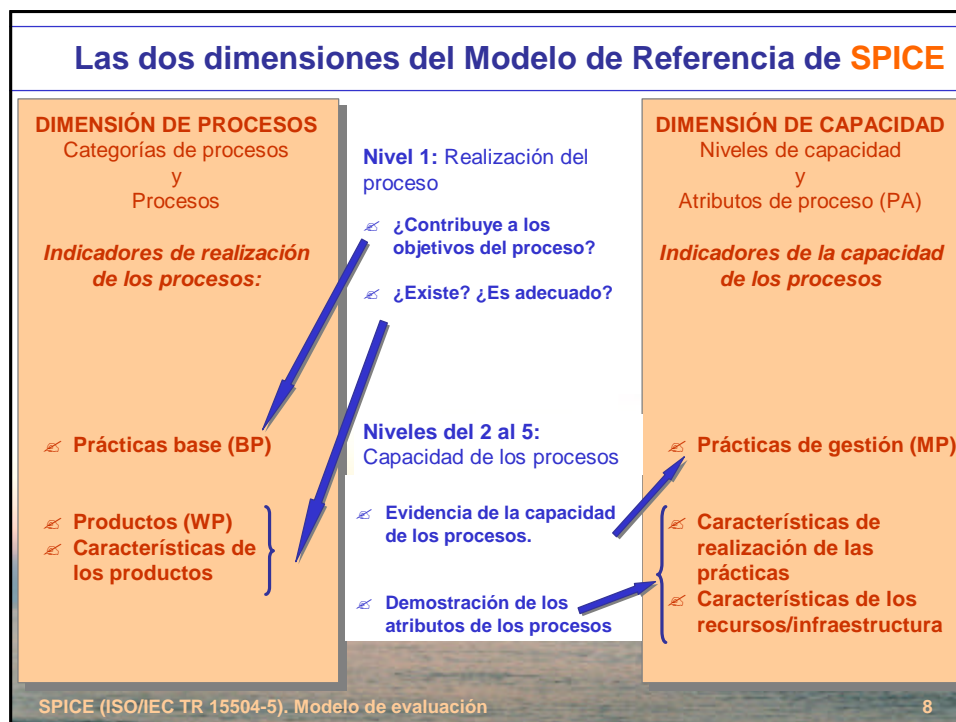 Las dos dimensiones del Modelo de Referencia de SPICE
DIMENSIÓN DE PROCESOS
Categorías de procesos
y
Procesos
Indicadores de realización
de los procesos:
Prácticas base (BP)
Productos (WP)
Características de
los productos
Nivel 1: Realización del
proceso
¿Contribuye a los
objetivos del proceso?
¿Existe? ¿Es adecuado?
Niveles del 2 al 5:
Capacidad de los procesos
Evidencia de la capacidad
de los procesos.
Demostración de los
atributos de los procesos
DIMENSIÓN DE CAPACIDAD
Niveles de capacidad
y
Atributos de proceso (PA)
Indicadores de la capacidad
de los procesos
Prácticas de gestión (MP)
Características de
realización de las
prácticas
Características de los
recursos/infraestructura
SPICE (ISO/IEC TR 15504-5). Modelo de evaluación
8